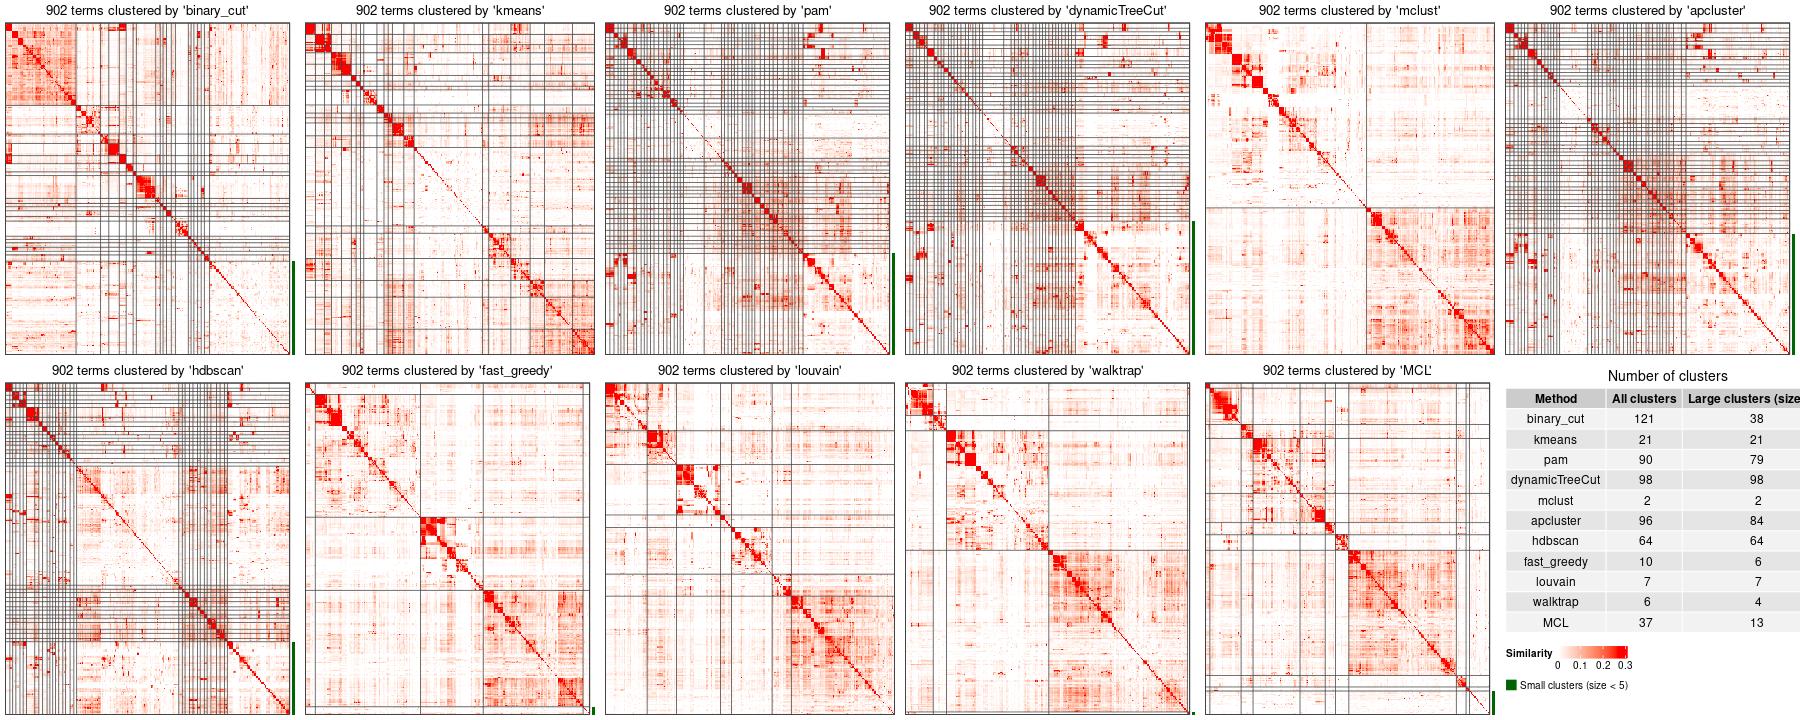 902 terms clustered by 'binary_cut'
902 terms clustered by 'kmeans'
902 terms clustered by 'pam'
902 terms clustered by 'dynamicTreeCut'
902 terms clustered by 'mclust'
902 terms clustered by 'apcluster'
902 terms clustered by 'hdbscan'
902 terms clustered by 'fast_greedy'
902 terms clustered by 'louvain'
902 terms clustered by 'walktrap'
902 terms clustered by 'MCL'
Number of clusters
Method All clusters Large clusters (size
binary_cut 121 38
kmeans 21 21
pam 90 79
dynamicTreeCut 98 98
mclust 2 2
apcluster 96 84
hdbscan 64 64
fast_greedy 10 6
louvain 7 7
walktrap 6 4
MCL 37 13
Similarity
0 0.1 0.2 0.3
Small clusters (size < 5)